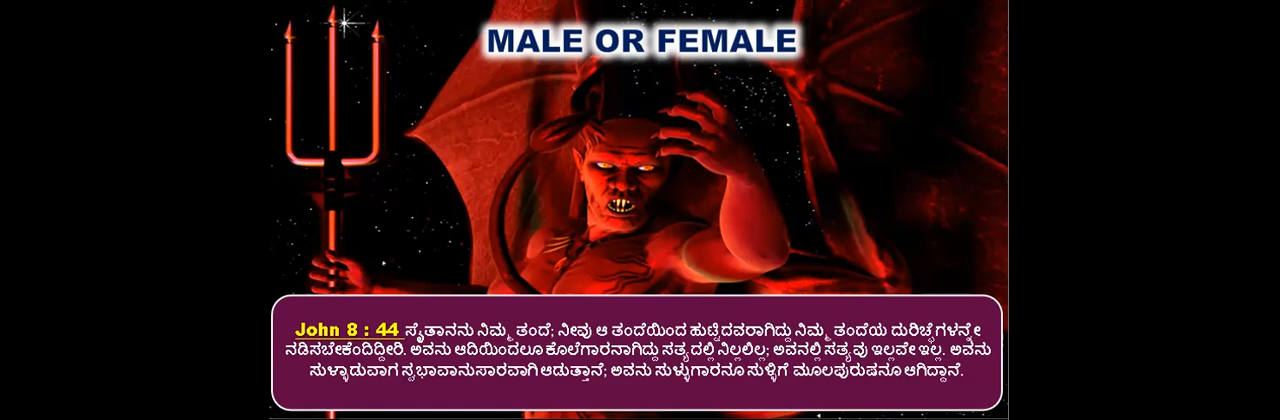 MALE OR FEMALE
John 8 : 44 ಸೈತಾನನು ನಿಮ್ಮ ತಂದೆ; ನೀವು ಆ ತಂದೆಯಿಂದ ಹುಟ್ಟಿದವರಾಗಿದ್ದು ನಿಮ್ಮ ತಂದೆಯ ದುರಿಚ್ಛೆಗಳನ್ನೇ
ನಡಿಸಬೇಕೆಂದಿದ್ದೀರಿ. ಅವನು ಆದಿಯಿಂದಲೂ ಕೊಲೆಗಾರನಾಗಿದ್ದು ಸತ್ಯದಲ್ಲಿ ನಿಲ್ಲಲಿಲ್ಲ; ಅವನಲ್ಲಿ ಸತ್ಯವು ಇಲ್ಲವೇ ಇಲ್ಲ. ಅವನು
ಸುಳ್ಳಾಡುವಾಗ ಸ್ವಭಾವಾನುಸಾರವಾಗಿ ಆಡುತ್ತಾನೆ; ಅವನು ಸುಳ್ಳುಗಾರನೂ ಸುಳ್ಳಿಗೆ ಮೂಲಪುರುಷನೂ ಆಗಿದ್ದಾನೆ.